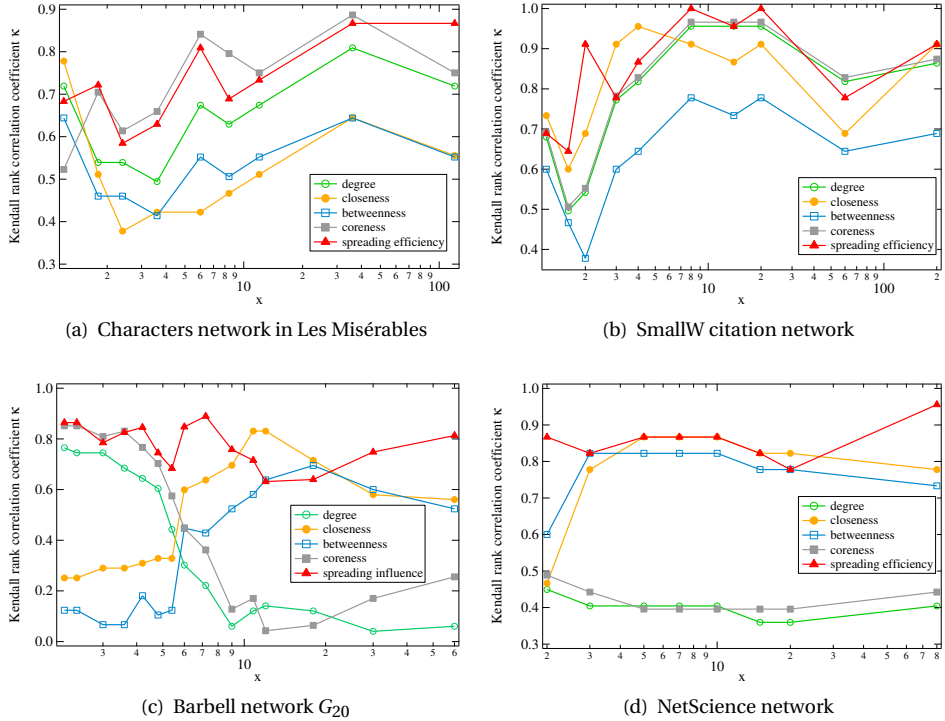 0.9
0.8
0.7
0.6
0.5
0.4
0.3
Kendall rank correlation coefficient κ
2 3 4 5 6 7 8 9 10 2 3 4 5 6 7 8 9 100
x
degree
closeness
betweenness
coreness
spreading efficiency
(a) Characters network in Les Misérables
1.0
0.9
0.8
0.7
0.6
0.5
0.4
Kendall rank correlation coefficient κ
2 3 4 5 6 7 8 9 10 2 3 4 5 6 7 8 9 100 2
x
degree
closeness
betweenness
coreness
spreading efficiency
(b) SmallW citation network
1.0
0.8
0.6
0.4
0.2
0.0
Kendall rank correlation coefficient κ
3 4 5 6 7 8 9 10 2 3 4 5 6
x
degree
closeness
betweenness
coreness
spreading influence
(c) Barbell network G20
1.0
0.9
0.8
0.7
0.6
0.5
0.4
0.3
Kendall rank correlation coefficient κ
2 3 4 5 6 7 8 9 10 2 3 4 5 6 7 8
x
degree
closeness
betweenness
coreness
spreading efficiency
(d) NetScience network